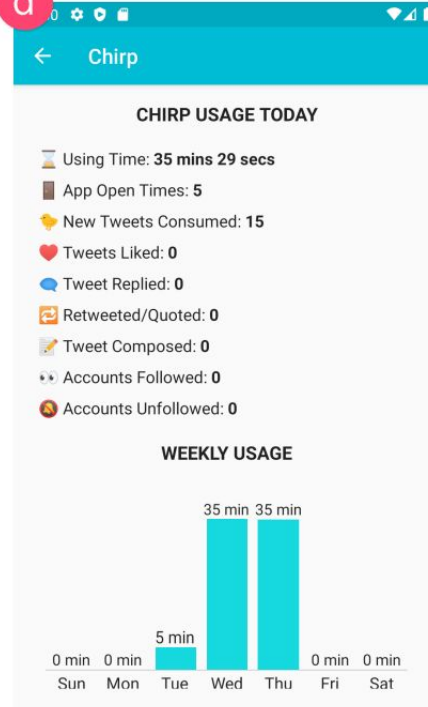 d
Chirp
CHIRP USAGE TODAY
Using Time: 35 mins 29 secs
App Open Times: 5
New Tweets Consumed: 15
Tweets Liked: 0
Tweet Replied: 0
Retweeted/Quoted: 0
Tweet Composed: 0
Accounts Followed: 0
Accounts Unfollowed: 0
WEEKLY USAGE
35 min 35 min
5 min
0 min 0 min 0 min 0 min
Sun Mon Tue Wed Thu Fri Sat